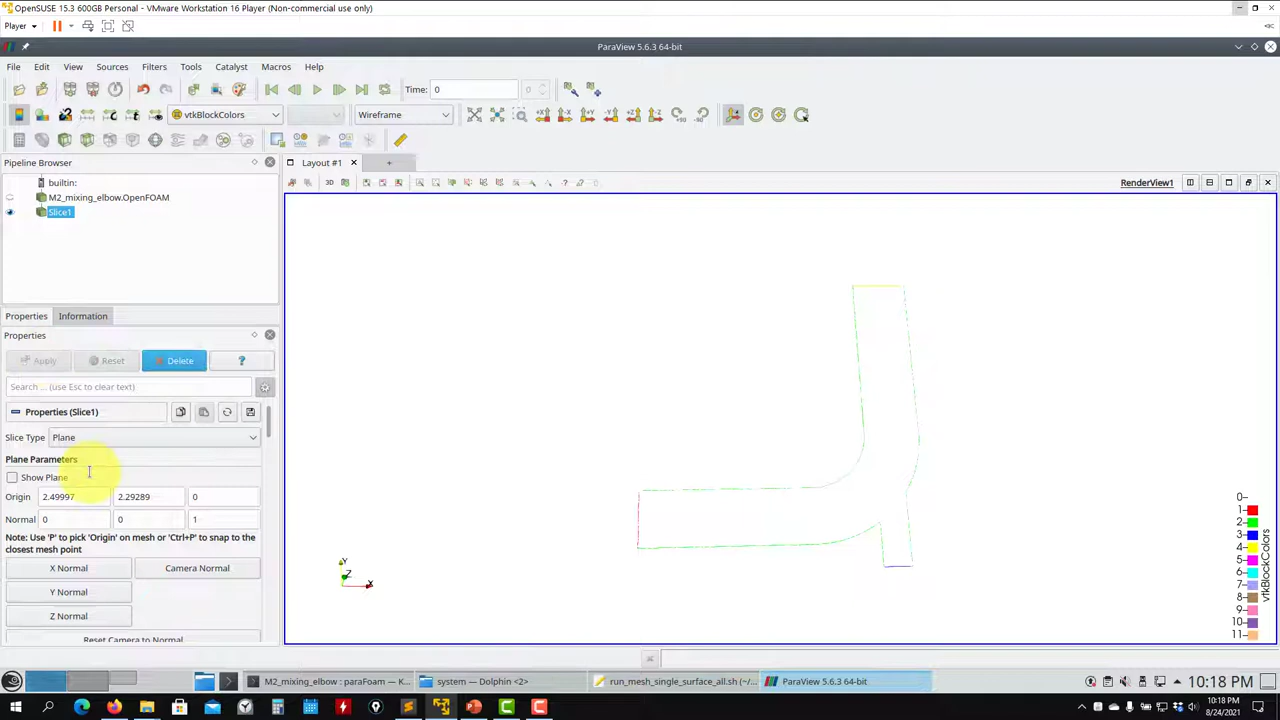 OpenSUSE 15.3 600GB Personal - VMware Workstation 16 Player (Non-commercial use only)
Player
ParaView 5.6.3 64-bit
File Edit View Sources Filters Tools Catalyst Macros Help
Time: 0 0
vtkBlockColors Wireframe
Pipeline Browser
Layout #1
builtin:
M2_mixing_elbow.OpenFOAM
Slice1
3D
RenderView1
Properties Information
Properties
Apply Reset Delete ?
Search ... (use Esc to clear text)
Properties (Slice1)
Slice Type Plane
Plane Parameters
Show Plane
Origin 2.49997 2.29289 0
Normal 0 0 1
Note: Use 'P' to pick 'Origin' on mesh or 'Ctrl+P' to snap to the
closest mesh point
X Normal Camera Normal
Y Normal
Z Normal
Reset Camera to Normal
Y
Z
X
0
1
2
3
4
5
6
7
8
9
10
11
vtkBlockColors
M2_mixing_elbow : paraFoam — K... system — Dolphin <2> run_mesh_single_surface_all.sh (~/... ParaView 5.6.3 64-bit 10:18 PM
10:18 PM
8/24/2021